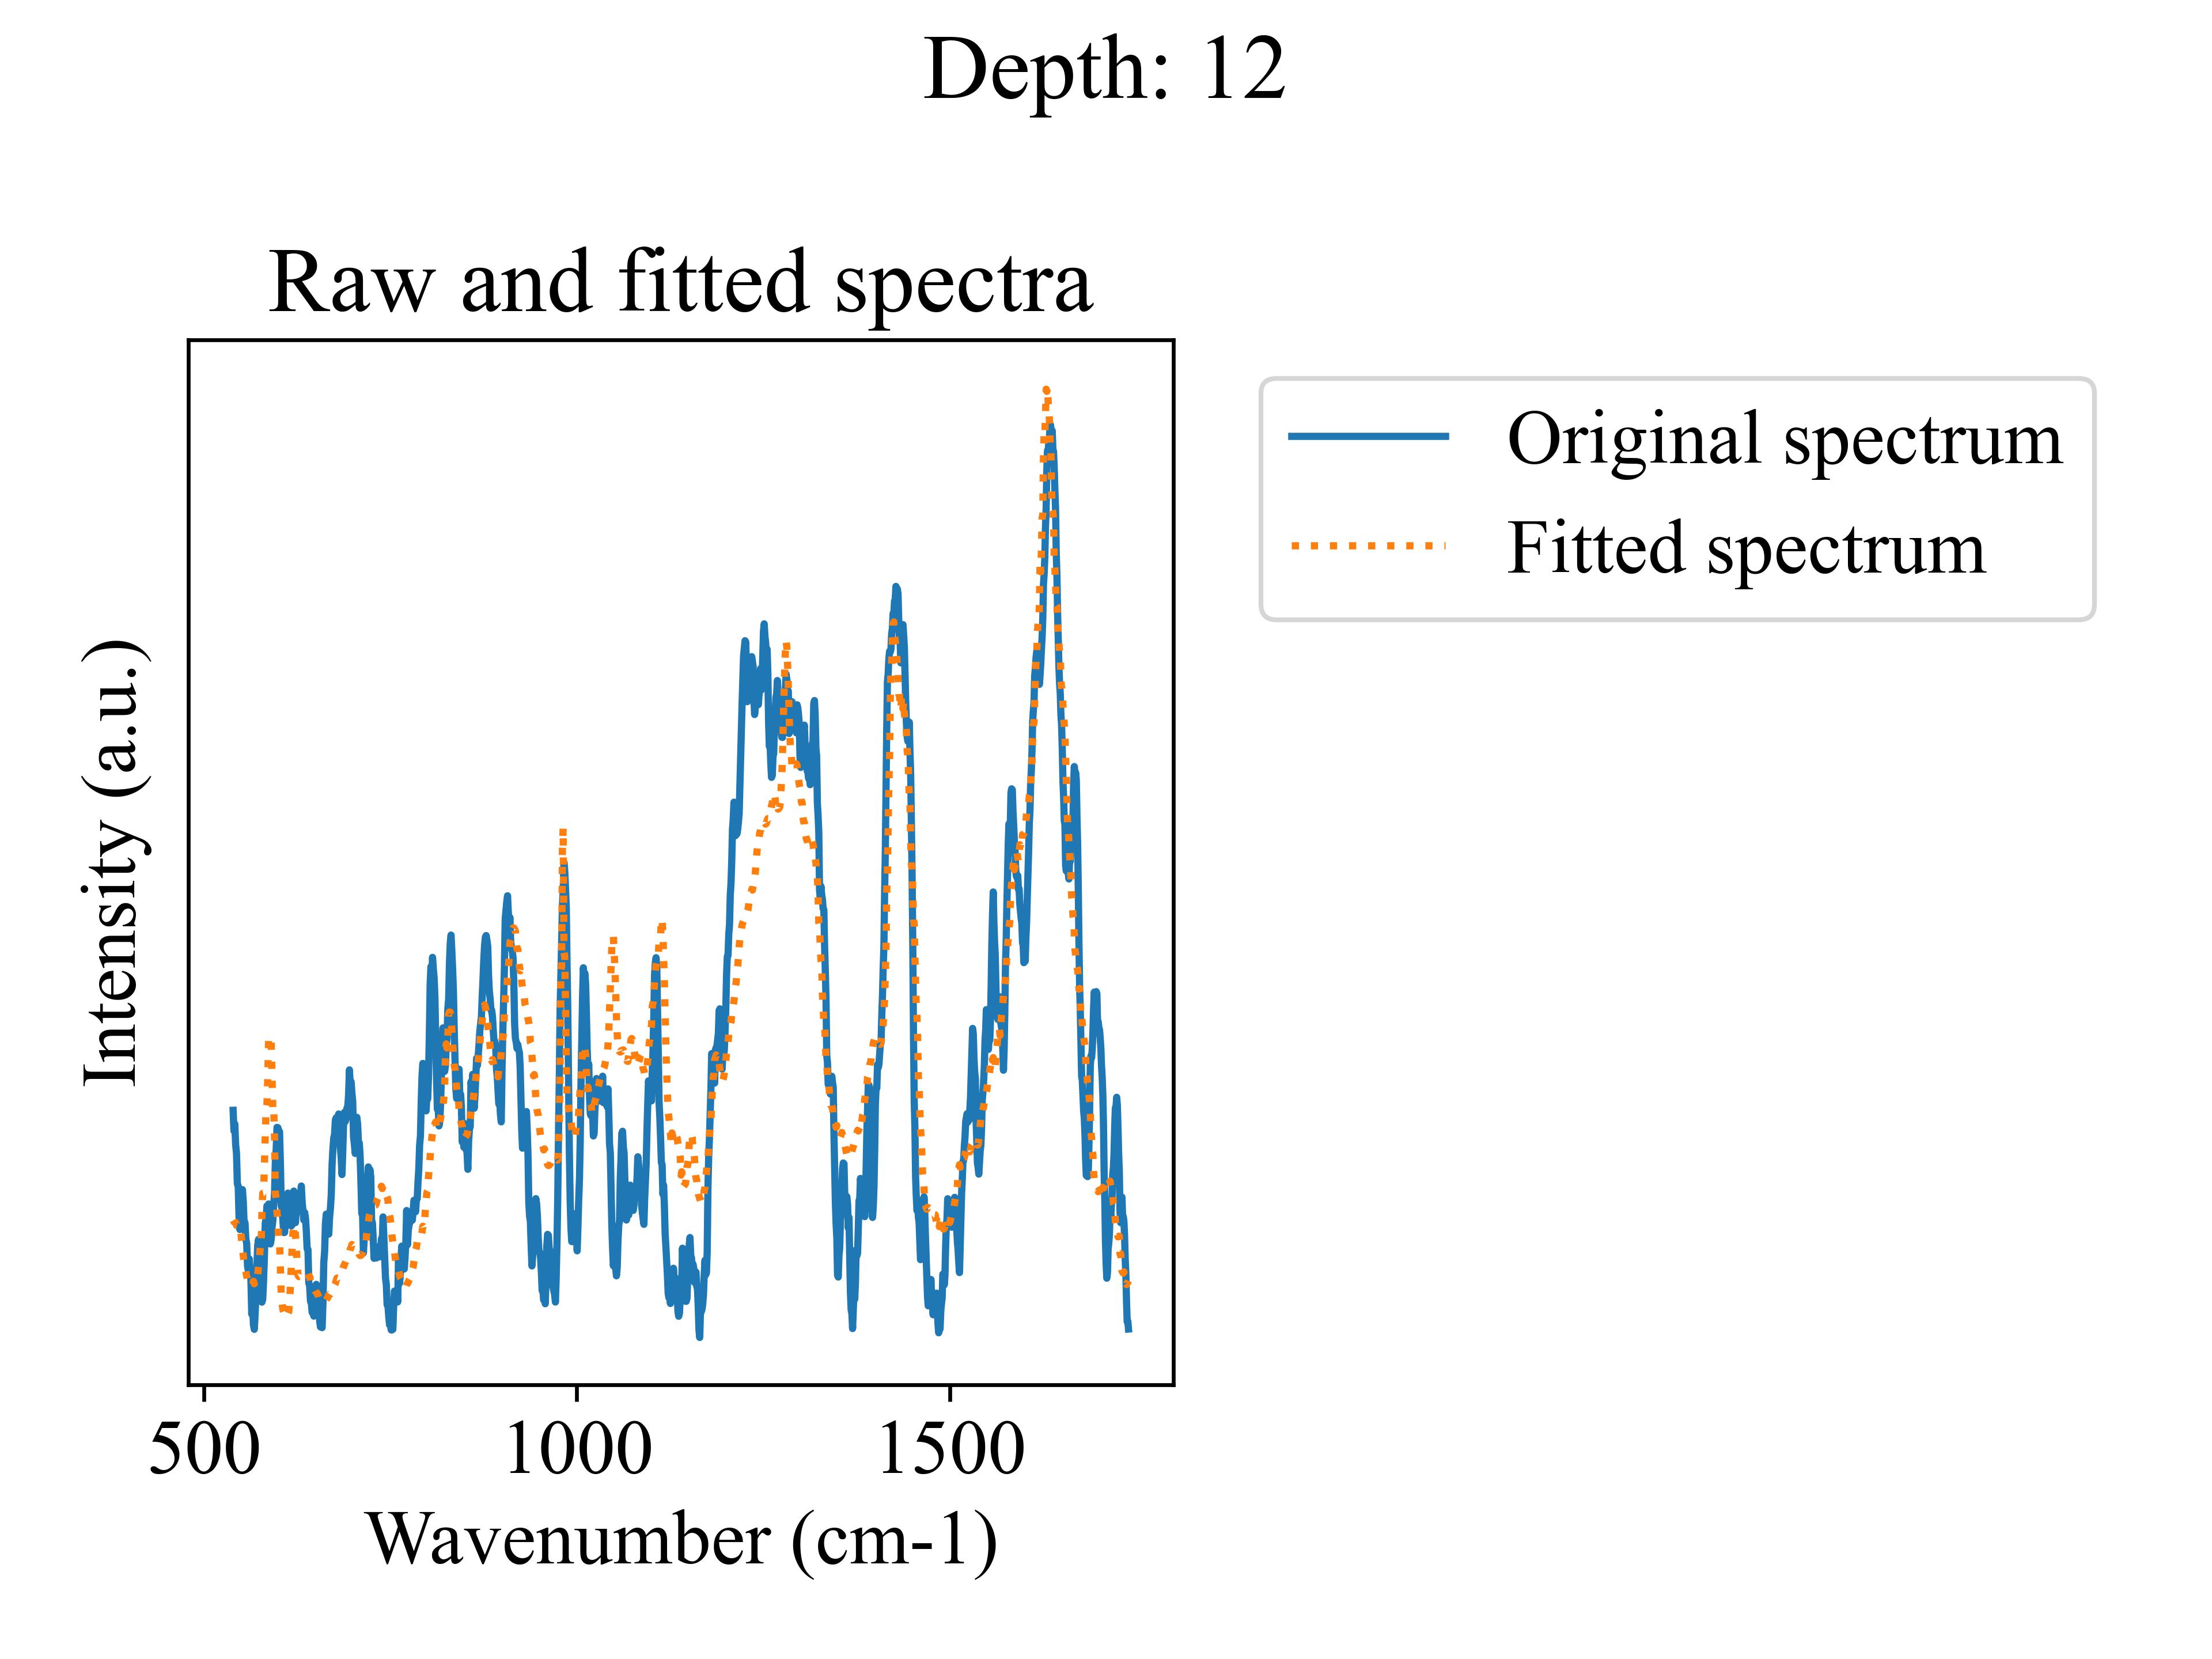 Depth: 12
Raw and fitted spectra
Original spectrum
Fitted spectrum
Intensity (a.u.)
500 1000 1500
Wavenumber (cm-1)